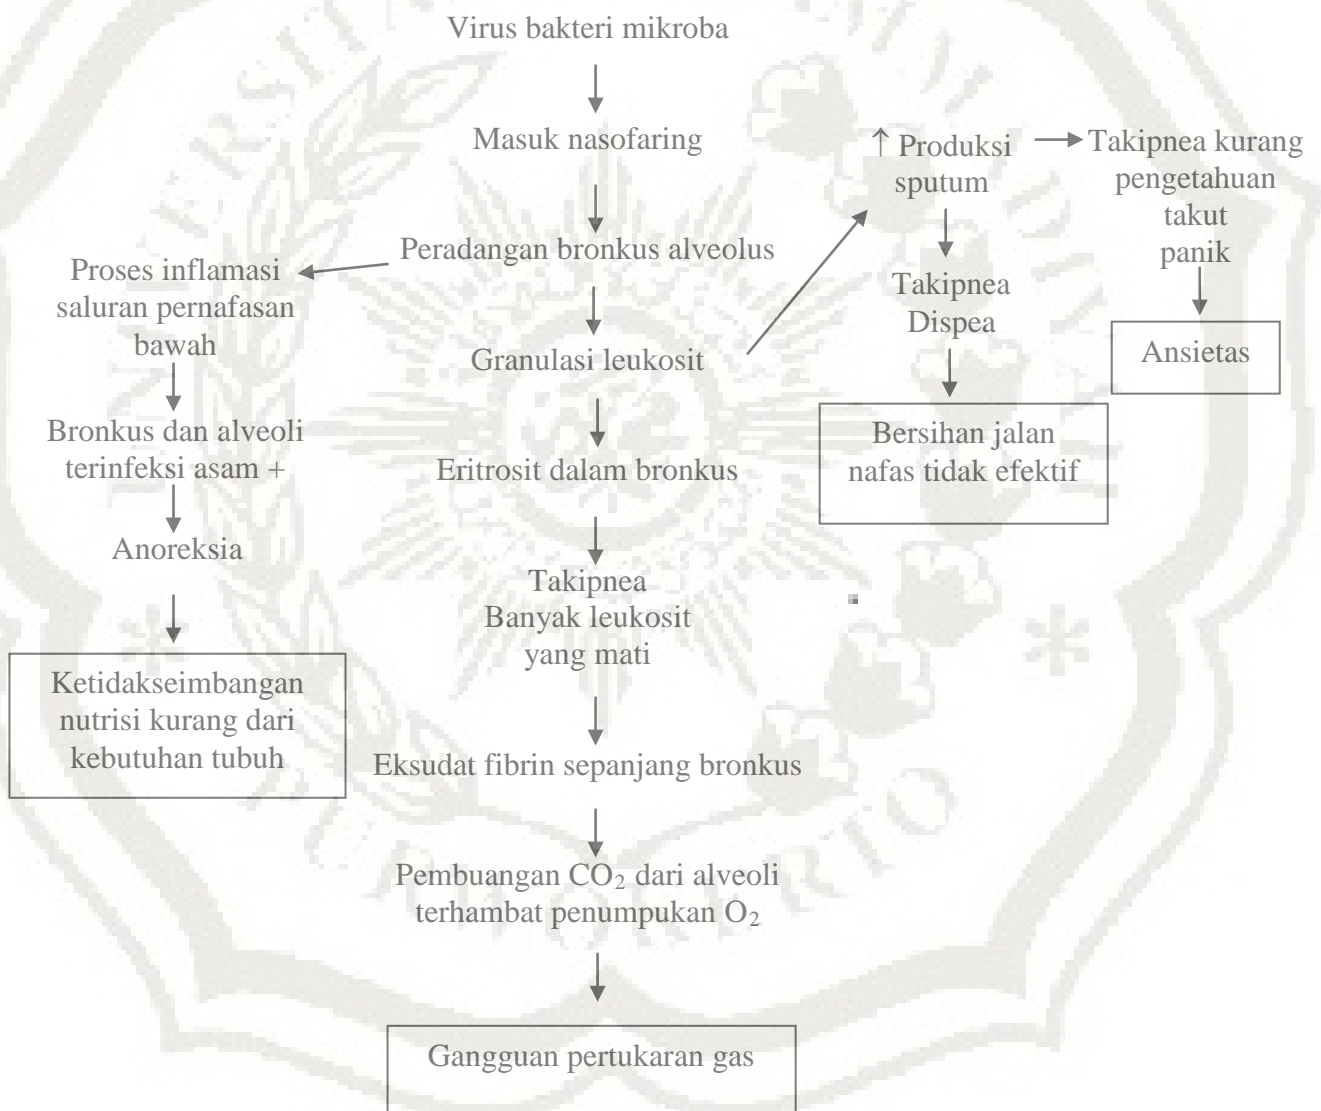 Virus bakteri mikroba
Masuk nasofaring
Peradangan bronkus alveolus
Granulasi leukosit
Eritrosit dalam bronkus
Takipnea
Banyak leukosit
yang mati
Eksudat fibrin sepanjang bronkus
Pembuangan CO₂ dari alveoli
terhambat penumpukan O₂
Gangguan pertukaran gas
Proses inflamasi
saluran pernafasan
bawah
Bronkus dan alveoli
terinfeksi asam +
Anoreksia
Ketidakseimbangan
nutrisi kurang dari
kebutuhan tubuh
↑ Produksi
sputum
Takipnea
Dispea
Bersihan jalan
nafas tidak efektif
Takipnea kurang
pengetahuan
takut
panik
Ansietas